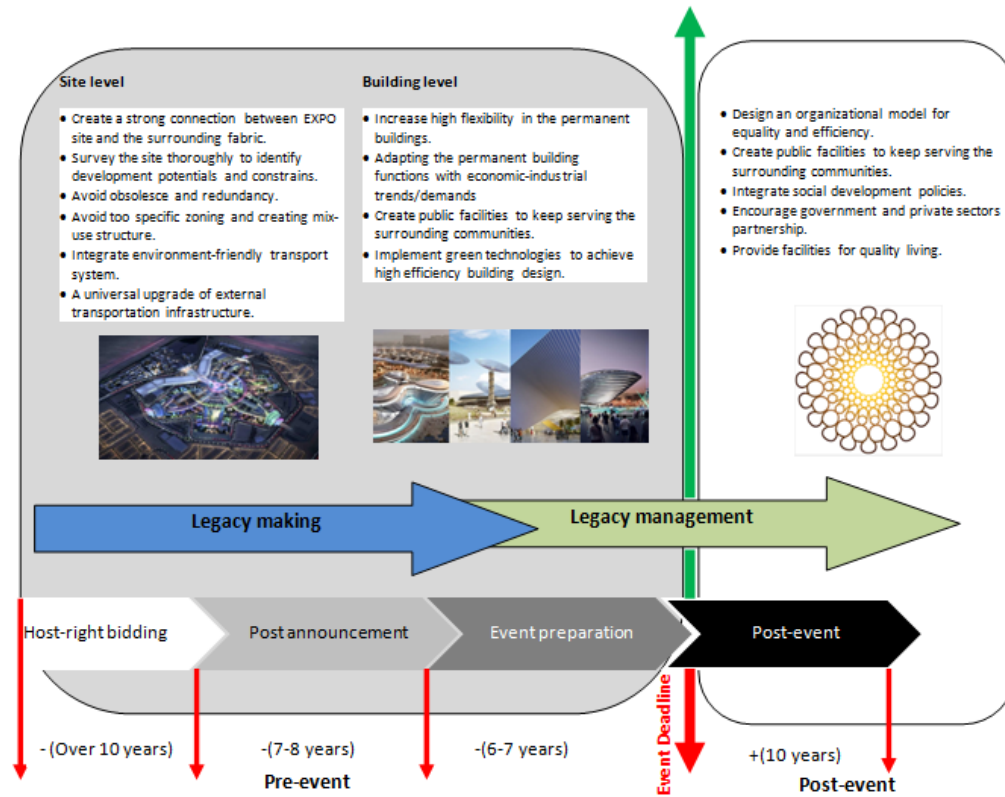 Site level
• Create a strong connection between EXPO
site and the surrounding fabric.
• Survey the site thoroughly to identify
development potentials and constrains.
• Avoid obsolesce and redundancy.
• Avoid too specific zoning and creating mix-
use structure.
• Integrate environment-friendly transport
system.
• A universal upgrade of external
transportation infrastructure.
Building level
• Increase high flexibility in the permanent
buildings.
• Adapting the permanent building
functions with economic-industrial
trends/demands
• Create public facilities to keep serving the
surrounding communities.
• Implement green technologies to achieve
high efficiency building design.
• Design an organizational model for
equality and efficiency.
• Create public facilities to keep serving the
surrounding communities.
• Integrate social development policies.
• Encourage government and private sectors
partnership.
• Provide facilities for quality living.
Legacy making
Legacy management
Host-right bidding
Post announcement
Event preparation
Post-event
Event Deadline
-(Over 10 years)
-(7-8 years)
-(6-7 years)
+(10 years)
Pre-event
Post-event